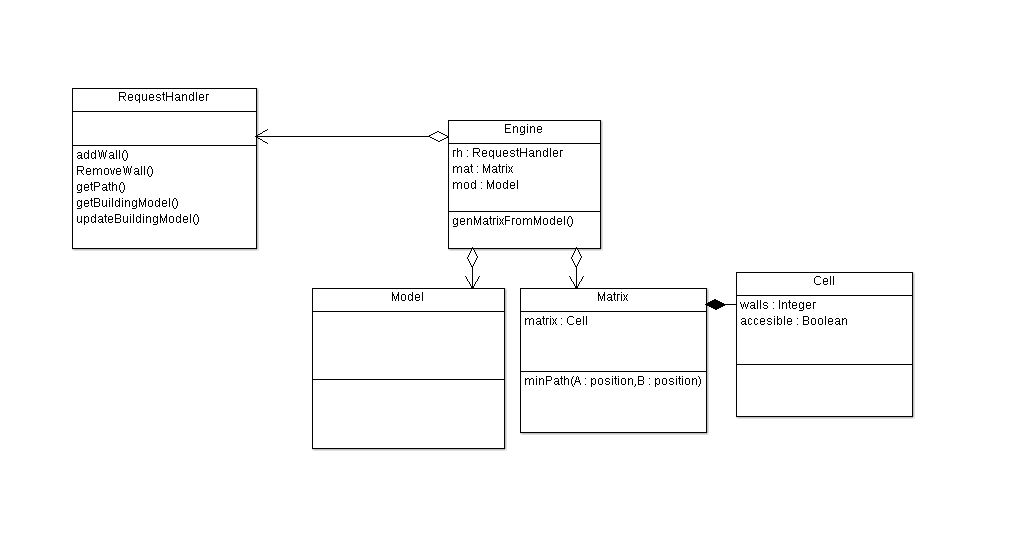 RequestHandler
addWall()
RemoveWall()
getPath()
getBuildingModel()
updateBuildingModel()
Engine
rh : RequestHandler
mat : Matrix
mod : Model
genMatrixFromModel()
Model
Matrix
matrix : Cell
minPath(A : position,B : position)
Cell
walls : Integer
accesible : Boolean